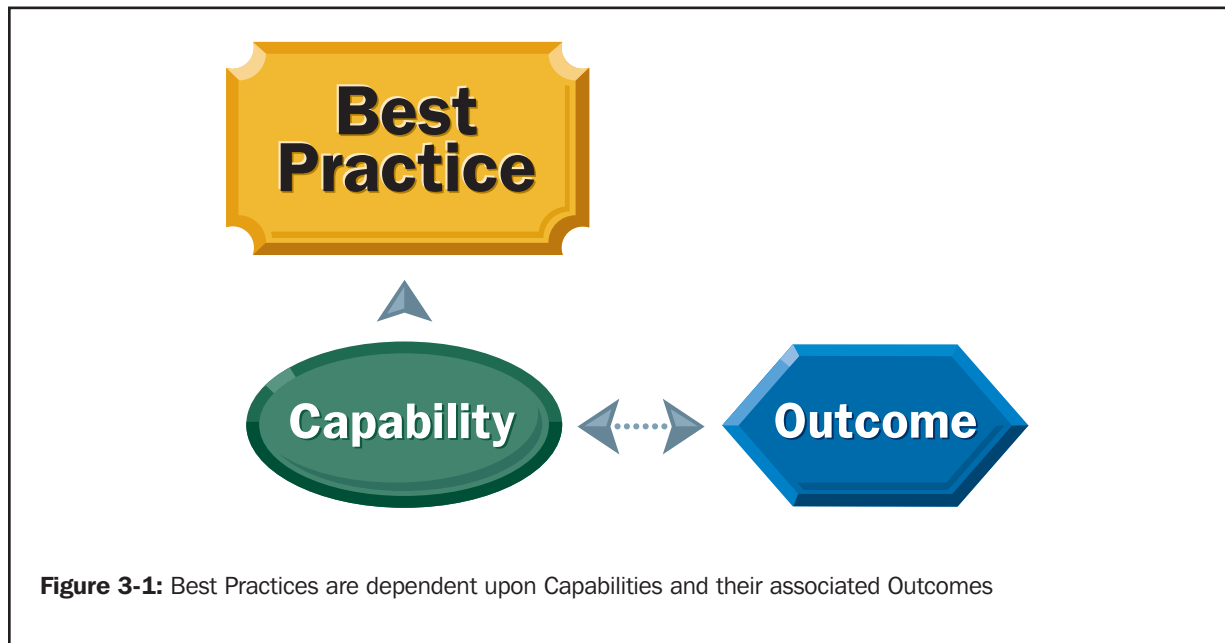 Best
Practice
Capability
Outcome
Figure 3-1: Best Practices are dependent upon Capabilities and their associated Outcomes